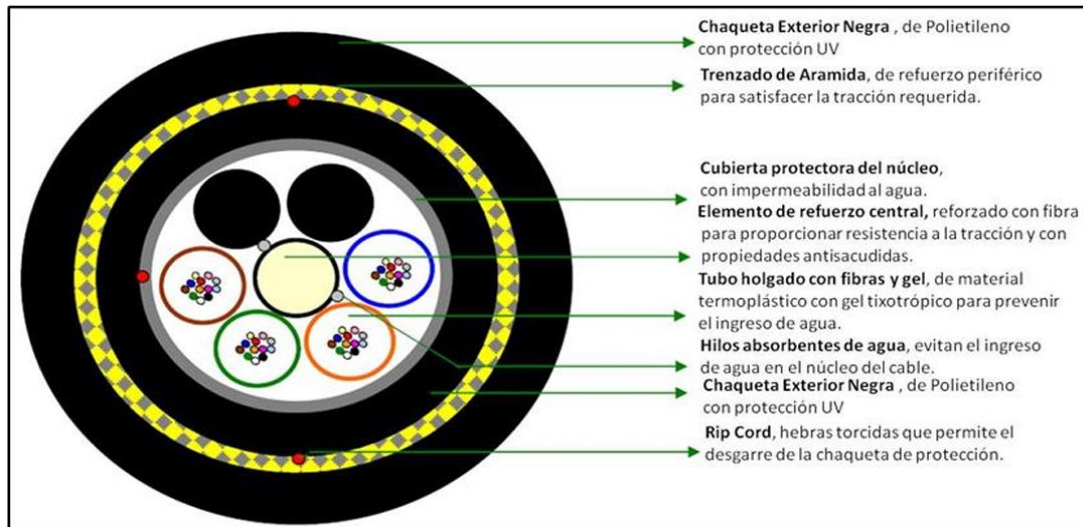 Chaqueta Exterior Negra , de Polietileno
con protección UV
Trenzado de Aramida, de refuerzo periférico
para satisfacer la tracción requerida.
Cubierta protectora del núcleo,
con impermeabilidad al agua.
Elemento de refuerzo central, reforzado con fibra
para proporcionar resistencia a la tracción y con
propiedades antisacudidas.
Tubo holgado con fibras y gel, de material
termoplástico con gel tixotrópico para prevenir
el ingreso de agua.
Hilos absorbentes de agua, evitan el ingreso
de agua en el núcleo del cable.
Chaqueta Exterior Negra , de Polietileno
con protección UV
Rip Cord, hebras torcidas que permite el
desgarre de la chaqueta de protección.